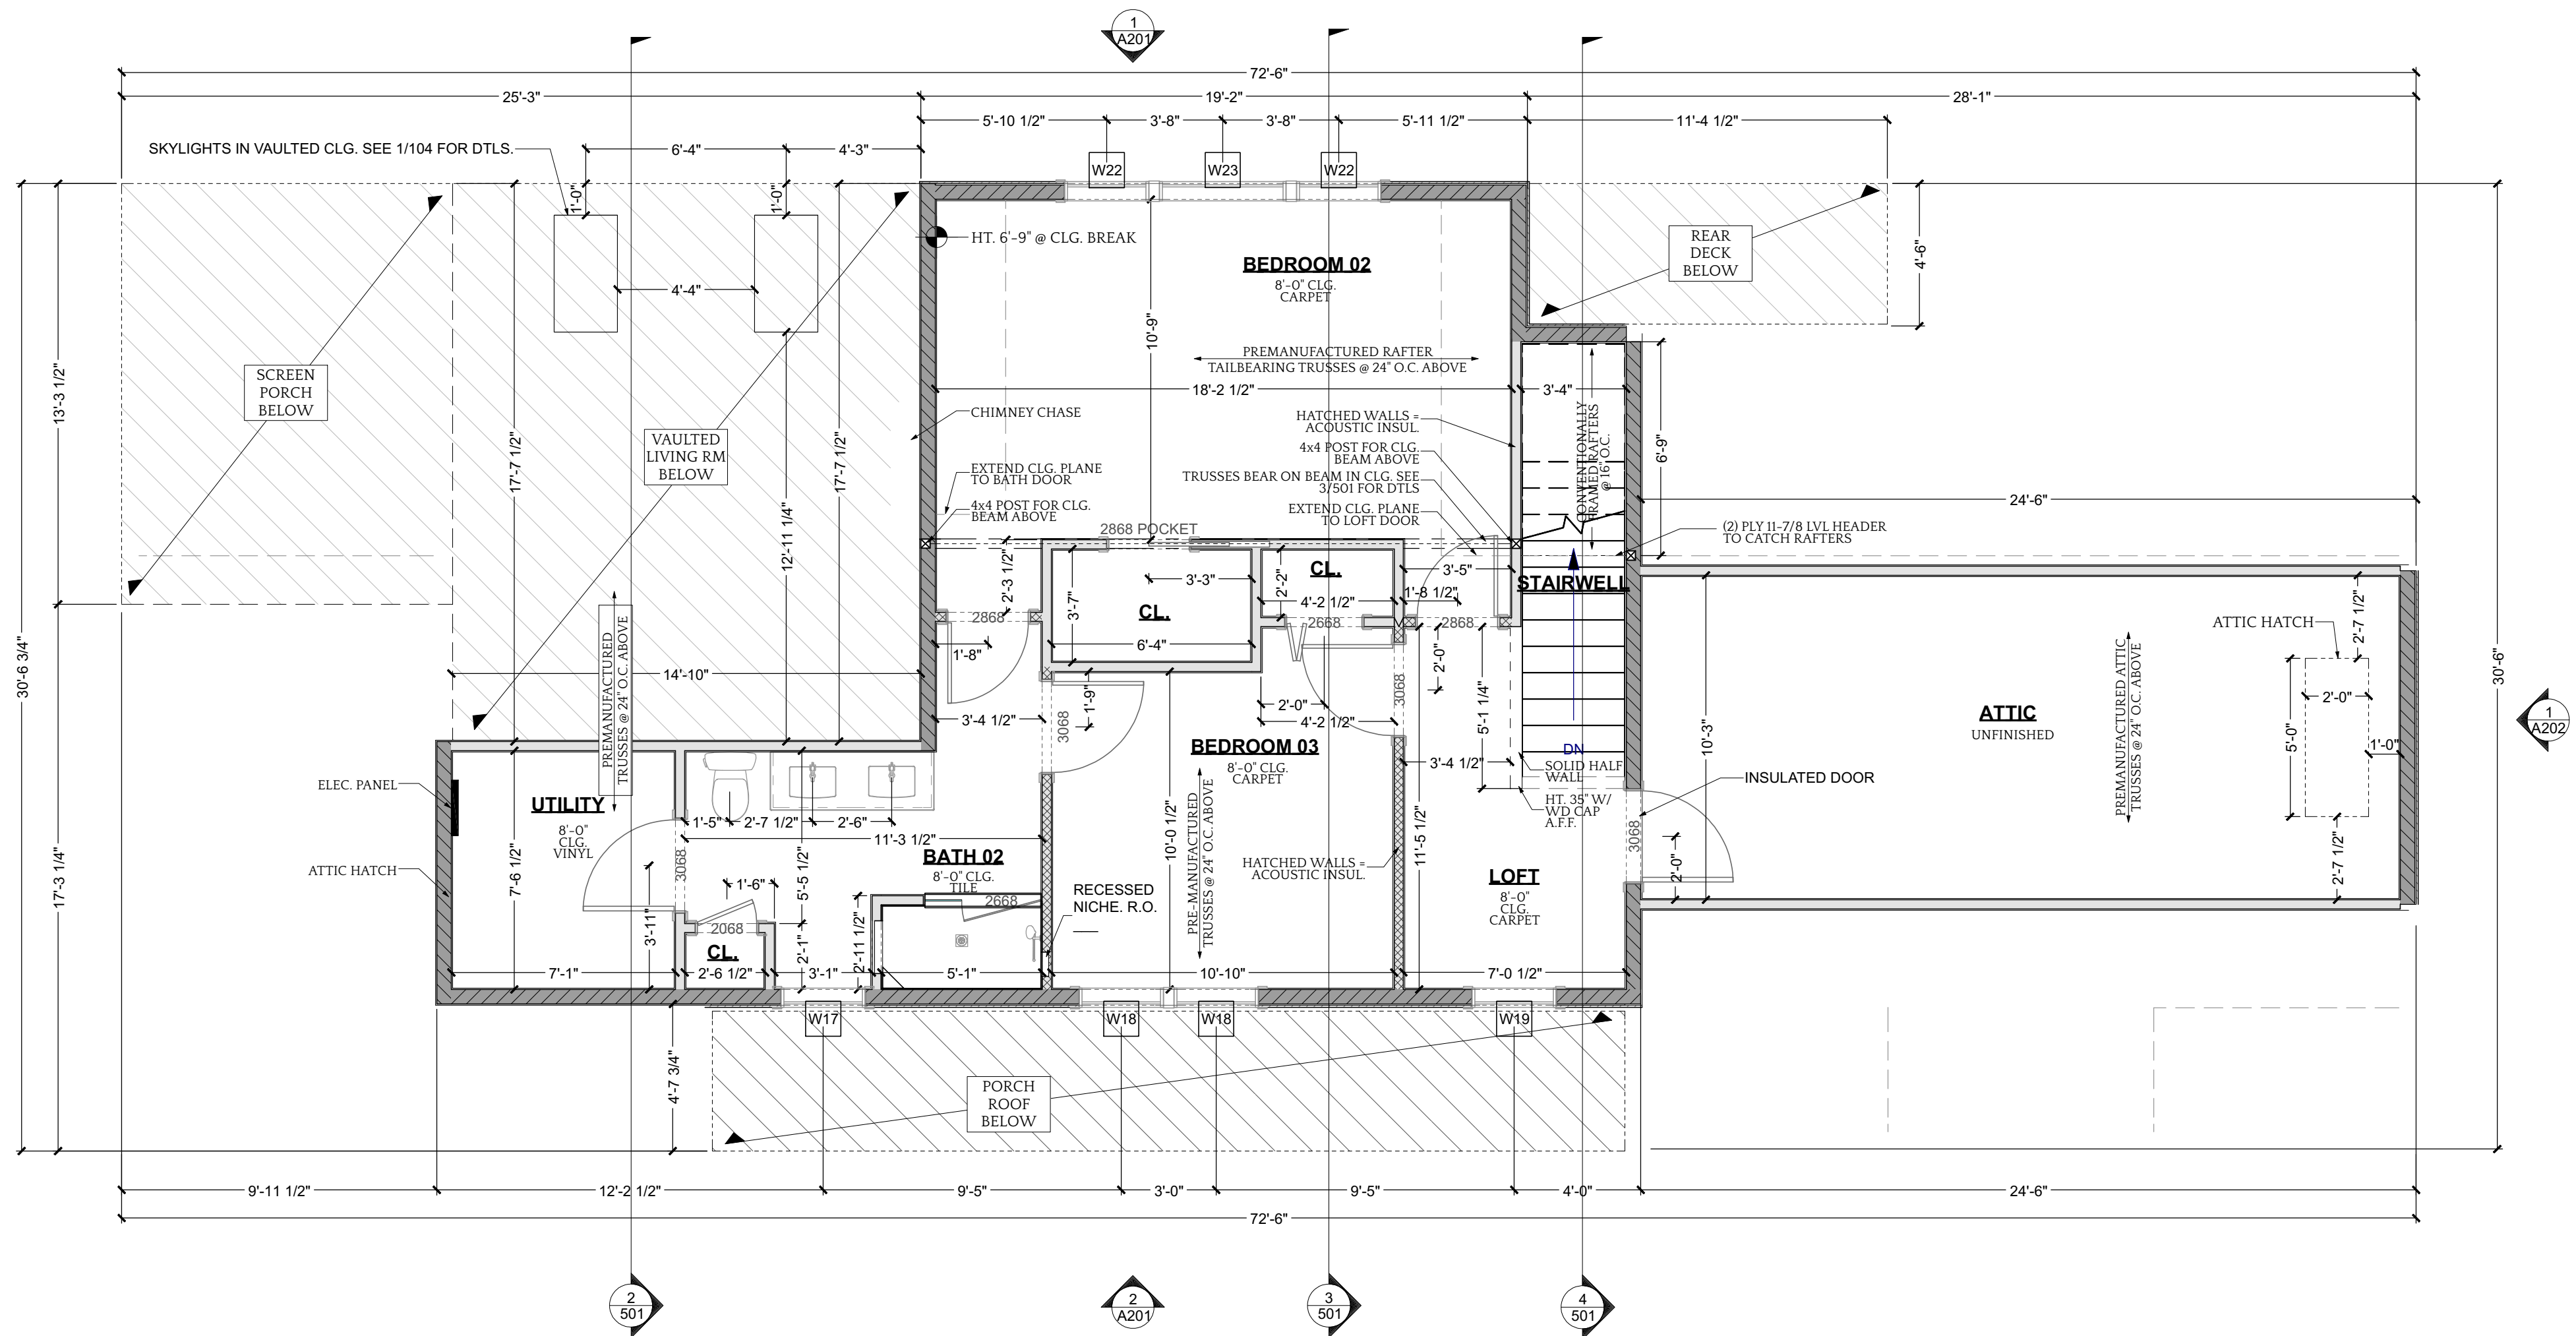 1
A201
72'-6"
25'-3"
19'-2"
28'-1"
5'-10 1/2"
3'-8"
3'-8"
5'-11 1/2"
11'-4 1/2"
SKYLIGHTS IN VAULTED CLG. SEE 1/104 FOR DTLS.
6'-4"
4'-3"
W22
W23
W22
1'-0"
1'-0"
HT. 6'-9" @ CLG. BREAK
REAR
DECK
BELOW
4'-6"
BEDROOM 02
8'-0" CLG.
CARPET
4'-4"
10'-9"
PREMANUFACTURED RAFTER
TAILBEARING TRUSSES @ 24" O.C. ABOVE
18'-2 1/2"
3'-4"
SCREEN
PORCH
BELOW
13'-3 1/2"
CHIMNEY CHASE
HATCHED WALLS =
ACOUSTIC INSUL.
CONVENTIONALLY
FRAMED RAFTERS
@ 16" O.C.
6'-9"
VAULTED
LIVING RM
BELOW
17'-7 1/2"
17'-7 1/2"
4x4 POST FOR CLG.
BEAM ABOVE
EXTEND CLG. PLANE
TO BATH DOOR
TRUSSES BEAR ON BEAM IN CLG. SEE
3/501 FOR DTLS
24'-6"
4x4 POST FOR CLG.
BEAM ABOVE
EXTEND CLG. PLANE
TO LOFT DOOR
2868 POCKET
(2) PLY 11-7/8 LVL HEADER
TO CATCH RAFTERS
12'-11 1/4"
2'-3 1/2"
3'-3"
CL.
2'-2"
3'-5"
STAIRWELL
3'-7"
CL.
4'-2 1/2"
1'-8 1/2"
2868
2668
2868
ATTIC HATCH
2'-7 1/2"
30'-6 3/4"
30'-6"
1'-8"
6'-4"
2'-0"
PREMANUFACTURED
TRUSSES @ 24" O.C. ABOVE
14'-10"
1'-9"
3068
2'-0"
2'-0"
3'-4 1/2"
3068
4'-2 1/2"
5'-1 1/4"
ATTIC
UNFINISHED
10'-3"
PREMANUFACTURED ATTIC
TRUSSES @ 24" O.C. ABOVE
5'-0"
1'-0"
1
A202
BEDROOM 03
8'-0" CLG.
CARPET
DN
3'-4 1/2"
SOLID HALF
WALL
INSULATED DOOR
ELEC. PANEL
UTILITY
8'-0"
CLG.
VINYL
HT. 35" W/
WD CAP
A.F.F.
1'-5"
2'-7 1/2"
2'-6"
11'-3 1/2"
3068
BATH 02
8'-0" CLG.
TILE
10'-0 1/2"
PRE-MANUFACTURED
TRUSSES @ 24" O.C. ABOVE
HATCHED WALLS =
ACOUSTIC INSUL.
11'-5 1/2"
3068
2'-0"
2'-7 1/2"
ATTIC HATCH
7'-6 1/2"
17'-3 1/4"
1'-6"
5'-5 1/2"
LOFT
8'-0"
CLG.
CARPET
RECESSED
NICHE. R.O.
2668
3'-11"
2068
CL.
2'-1"
2'-11 1/2"
7'-1"
2'-6 1/2"
3'-1"
5'-1"
10'-10"
7'-0 1/2"
W17
W18
W18
W19
4'-7 3/4"
PORCH
ROOF
BELOW
9'-11 1/2"
12'-2 1/2"
9'-5"
3'-0"
9'-5"
4'-0"
24'-6"
72'-6"
2
501
2
A201
3
501
4
501